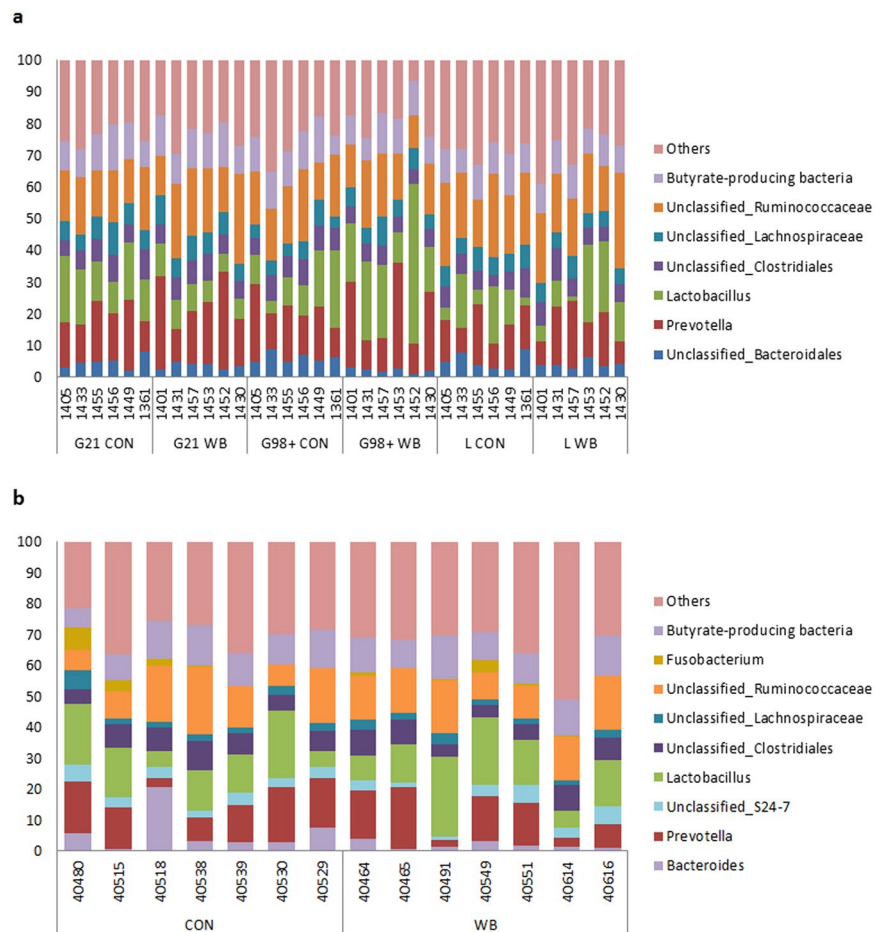 a
100
90
80
70
60
50
40
30
20
10
0
1405 1433 1455 1456 1449 1361 1401 1431 1457 1453 1452 1430 1405 1433 1455 1456 1449 1361 1401 1431 1457 1453 1452 1430 1405 1433 1455 1456 1449 1361 1401 1431 1457 1453 1452 1430
G21 CON G21 WB G98+ CON G98+ WB L CON L WB
Others
Butyrate-producing bacteria
Unclassified_Ruminococcaceae
Unclassified_Lachnospiraceae
Unclassified_Clostridiales
Lactobacillus
Prevotella
Unclassified_Bacteroidales
b
100
90
80
70
60
50
40
30
20
10
0
40480 40515 40518 40538 40539 40530 40529 40464 40465 40491 40549 40551 40614 40616
CON WB
Others
Butyrate-producing bacteria
Fusobacterium
Unclassified_Ruminococcaceae
Unclassified_Lachnospiraceae
Unclassified_Clostridiales
Lactobacillus
Unclassified_S24-7
Prevotella
Bacteroides